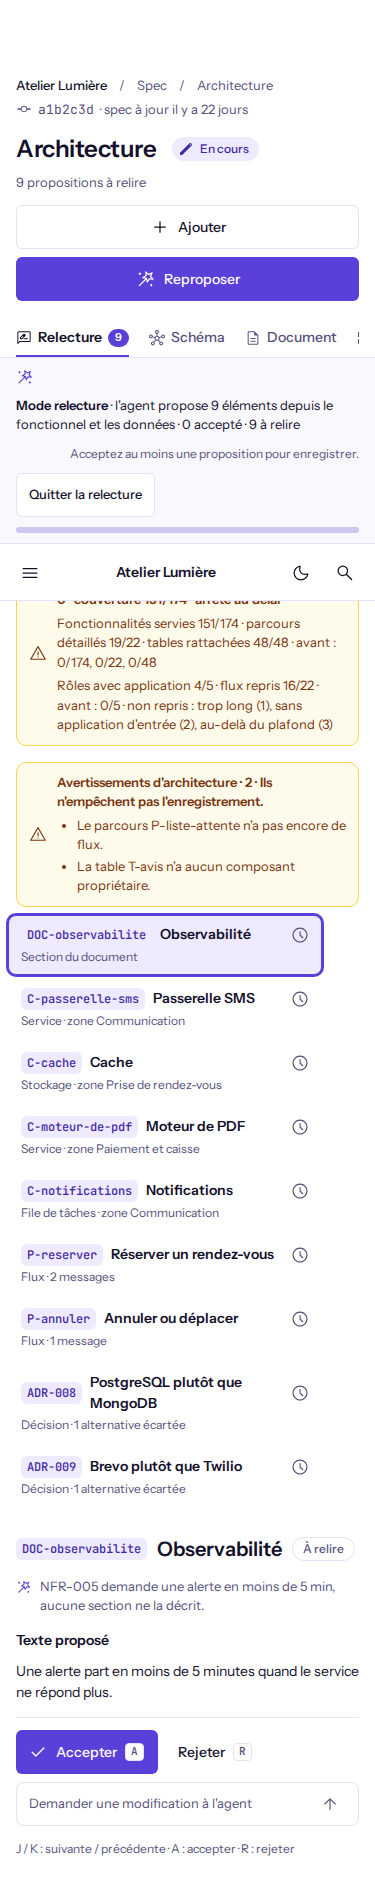 Atelier Lumière / Spec / Architecture
a1b2c3d · spec à jour il y a 22 jours
Architecture En cours
9 propositions à relire
Ajouter
Reproposer
Relecture 9 Schéma Document
Mode relecture · l'agent propose 9 éléments depuis le
fonctionnel et les données · 0 accepté · 9 à relire
Acceptez au moins une proposition pour enregistrer.
Quitter la relecture
Atelier Lumière
Fonctionnalités servies 151/174 · parcours
détaillés 19/22 · tables rattachées 48/48 · avant :
0/174, 0/22, 0/48
Rôles avec application 4/5 · flux repris 16/22 ·
avant : 0/5 · non repris : trop long (1), sans
application d'entrée (2), au-delà du plafond (3)
Avertissements d'architecture · 2 · Ils
n'empêchent pas l'enregistrement.
• Le parcours P-liste-attente n'a pas encore de
flux.
• La table T-avis n'a aucun composant
propriétaire.
DOC-observabilite Observabilité
Section du document
C-passerelle-sms Passerelle SMS
Service · zone Communication
C-cache Cache
Stockage · zone Prise de rendez-vous
C-moteur-de-pdf Moteur de PDF
Service · zone Paiement et caisse
C-notifications Notifications
File de tâches · zone Communication
P-reserver Réserver un rendez-vous
Flux · 2 messages
P-annuler Annuler ou déplacer
Flux · 1 message
ADR-008 PostgreSQL plutôt que
MongoDB
Décision · 1 alternative écartée
ADR-009 Brevo plutôt que Twilio
Décision · 1 alternative écartée
DOC-observabilite Observabilité À relire
NFR-005 demande une alerte en moins de 5 min,
aucune section ne la décrit.
Texte proposé
Une alerte part en moins de 5 minutes quand le service
ne répond plus.
Accepter A Rejeter R
Demander une modification à l'agent
J / K : suivante / précédente · A : accepter · R : rejeter